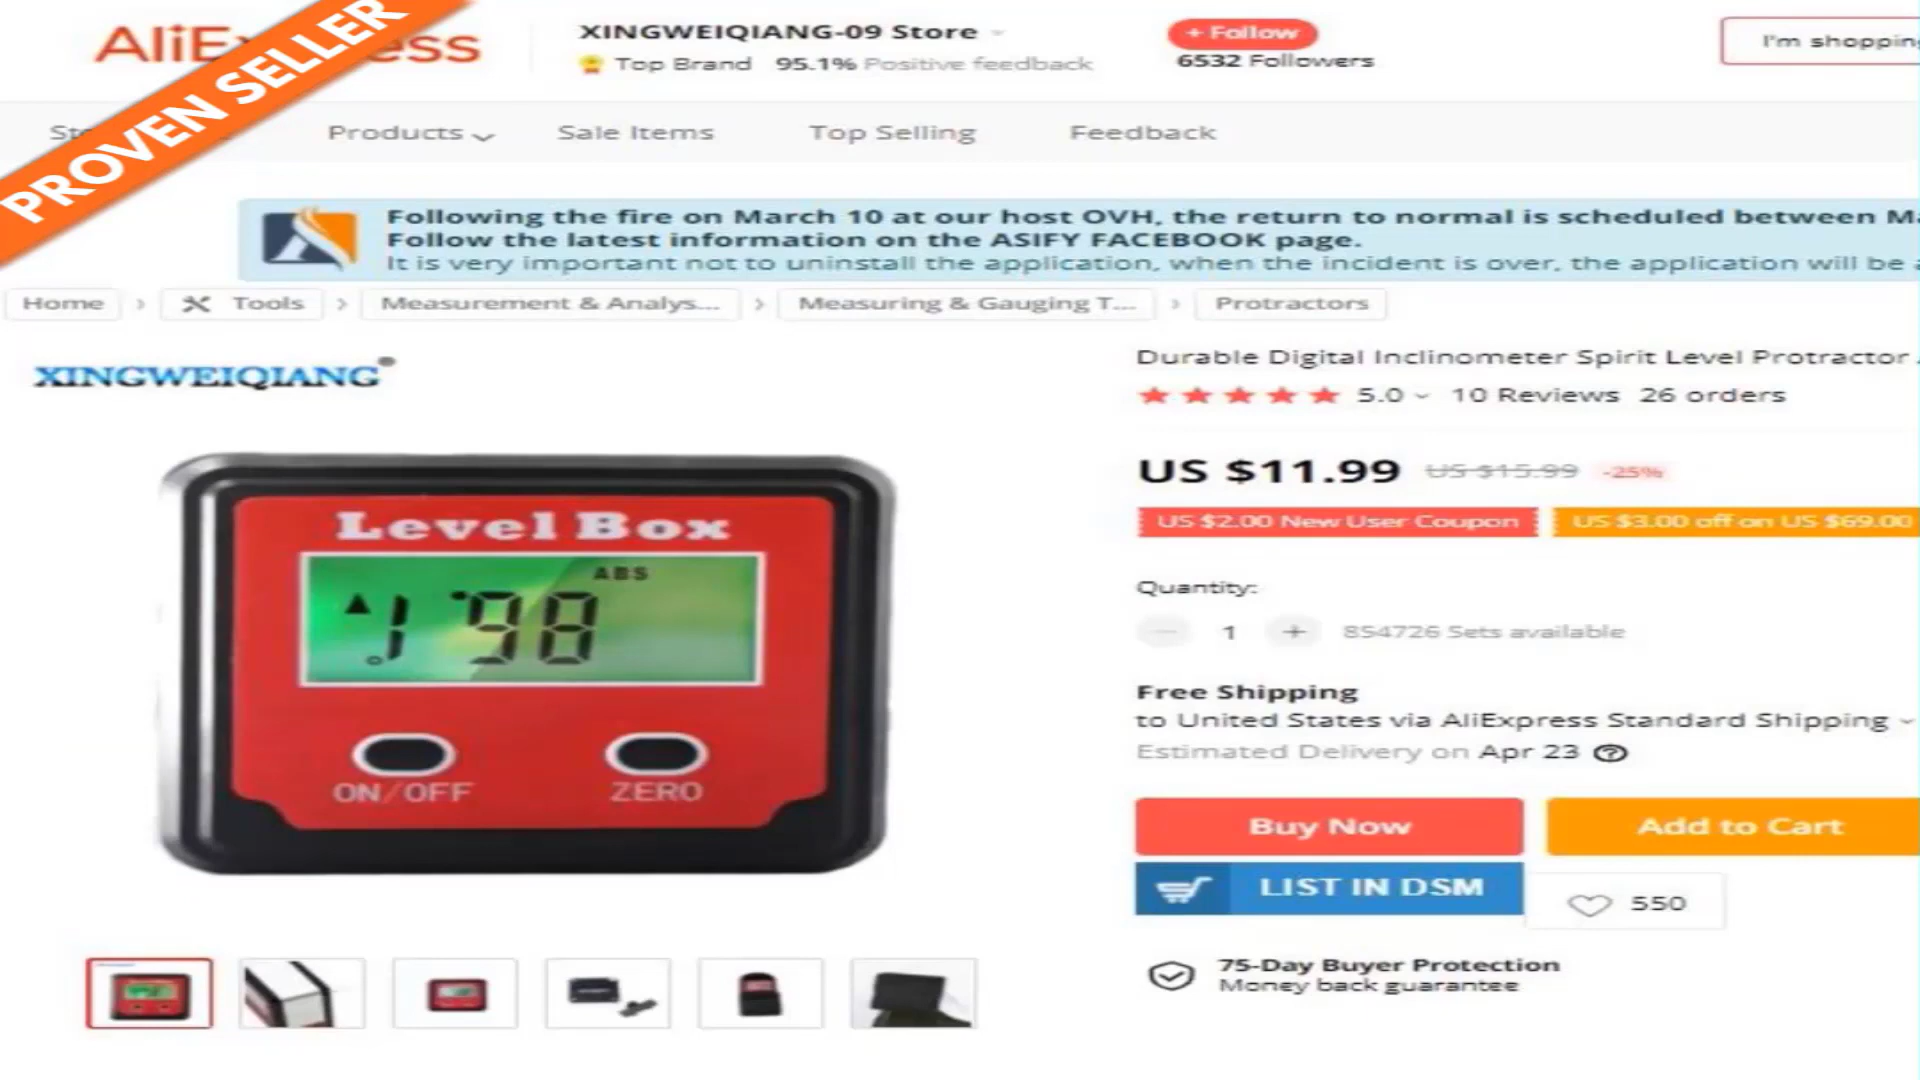 AliE ess
PROVEN SELLER
XINGWEIQIANG-09 Store
Top Brand 95.1% Positive feedback
+ Follow
6532 Followers
I'm shopping
Products
Sale Items
Top Selling
Feedback
Following the fire on March 10 at our host OVH, the return to normal is scheduled between
Follow the latest information on the ASIFY FACEBOOK page.
It is very important not to uninstall the application, when the incident is over, the application will be
Home > Tools > Measurement & Analys... > Measuring & Gauging T... > Protractors
XINGWEIQIANG®
Level Box
ABS
ON/OFF
ZERO
Durable Digital Inclinometer Spirit Level Protractor
5.0 10 Reviews 26 orders
US $11.99 US $15.99 -25%
US $2.00 New User Coupon
US $3.00 off on US $69.00
Quantity:
1 + 854726 Sets available
Free Shipping
to United States via AliExpress Standard Shipping
Estimated Delivery on Apr 23
Buy Now
Add to Cart
LIST IN DSM
550
75-Day Buyer Protection
Money back guarantee